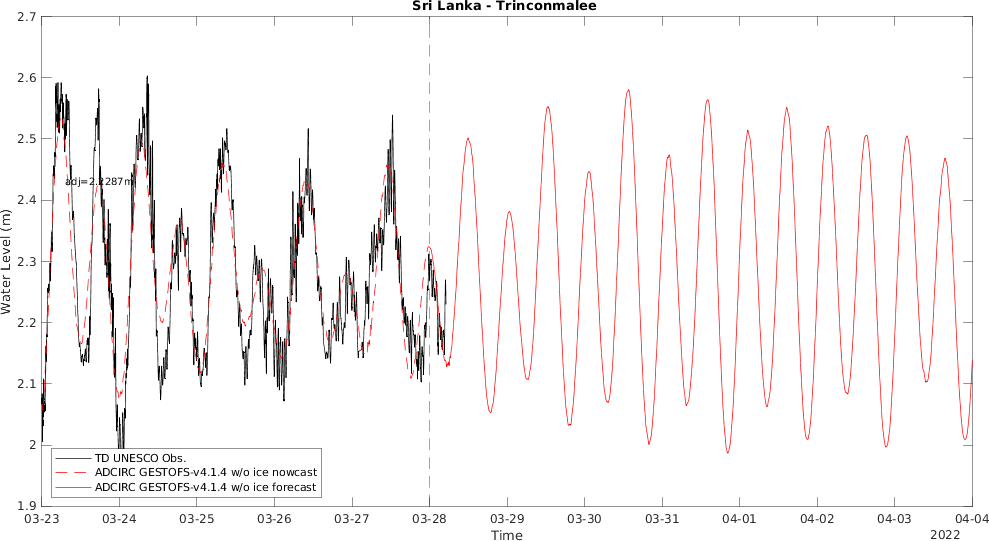 Sri Lanka - Trinconmalee
2.7
2.6
2.5
adj=2.2287m
2.4
2.3
2.2
2.1
2
1.9
Water Level (m)
TD UNESCO Obs.
ADCIRC GESTOFS-v4.1.4 w/o ice nowcast
ADCIRC GESTOFS-v4.1.4 w/o ice forecast
03-23 03-24 03-25 03-26 03-27 03-28 03-29 03-30 03-31 04-01 04-02 04-03 04-04
Time
2022